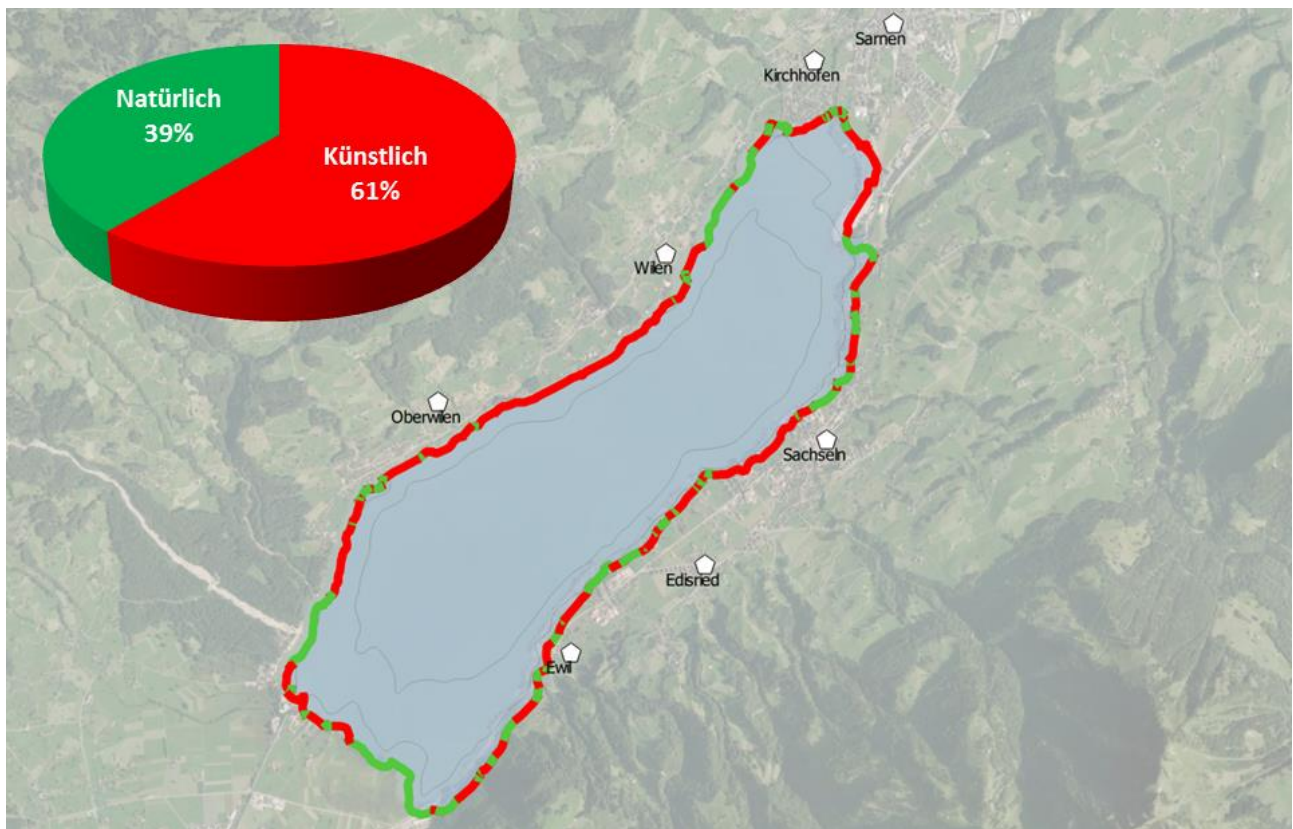 Natürlich
39%
Künstlich
61%
Sarnen
Kirchhofen
Wilen
Oberwilen
Sachseln
Edisried
Ewil